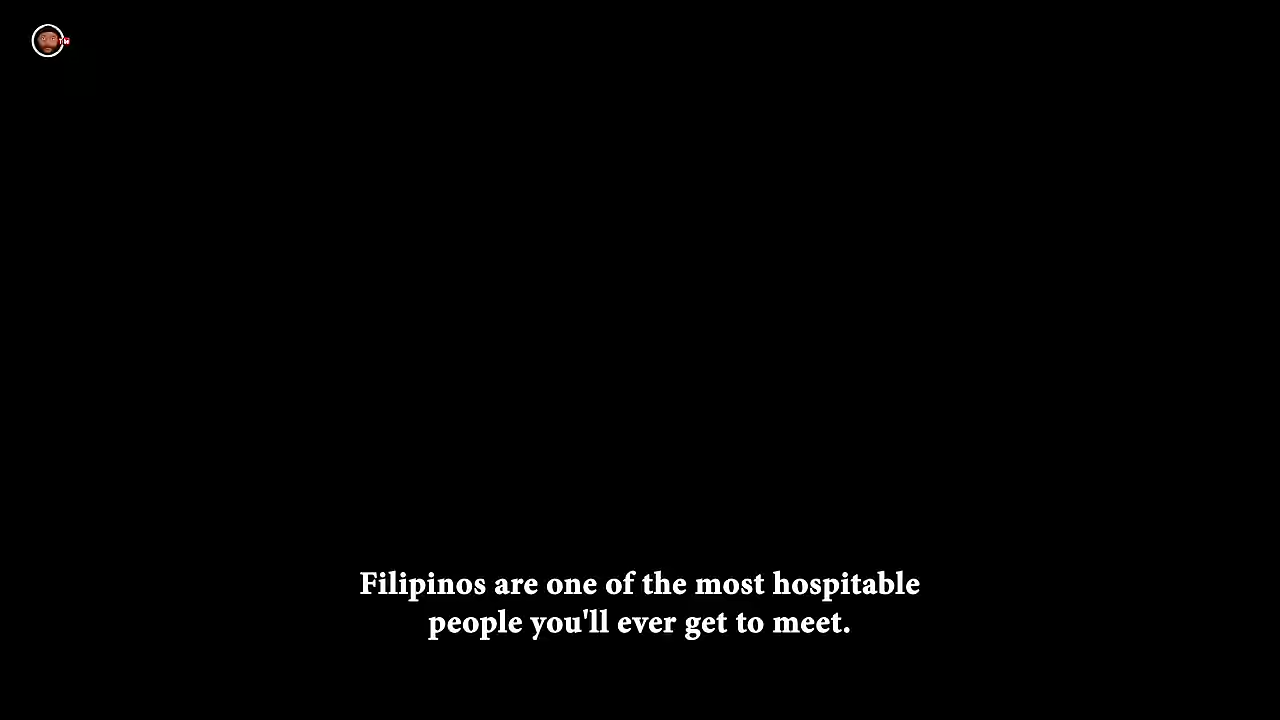 Filipinos are one of the most hospitable
people you'll ever get to meet.